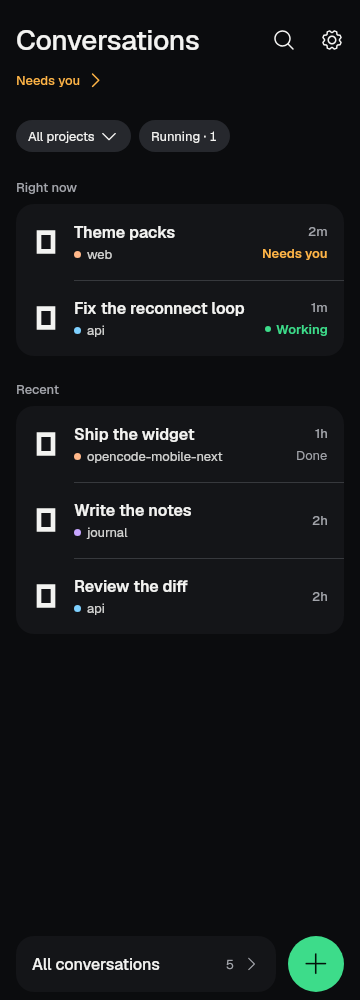 Conversations
Needs you
All projects
Running · 1
Right now
Theme packs
2m
web
Needs you
Fix the reconnect loop
1m
api
Working
Recent
Ship the widget
1h
opencode-mobile-next
Done
Write the notes
2h
journal
Review the diff
2h
api
All conversations
5